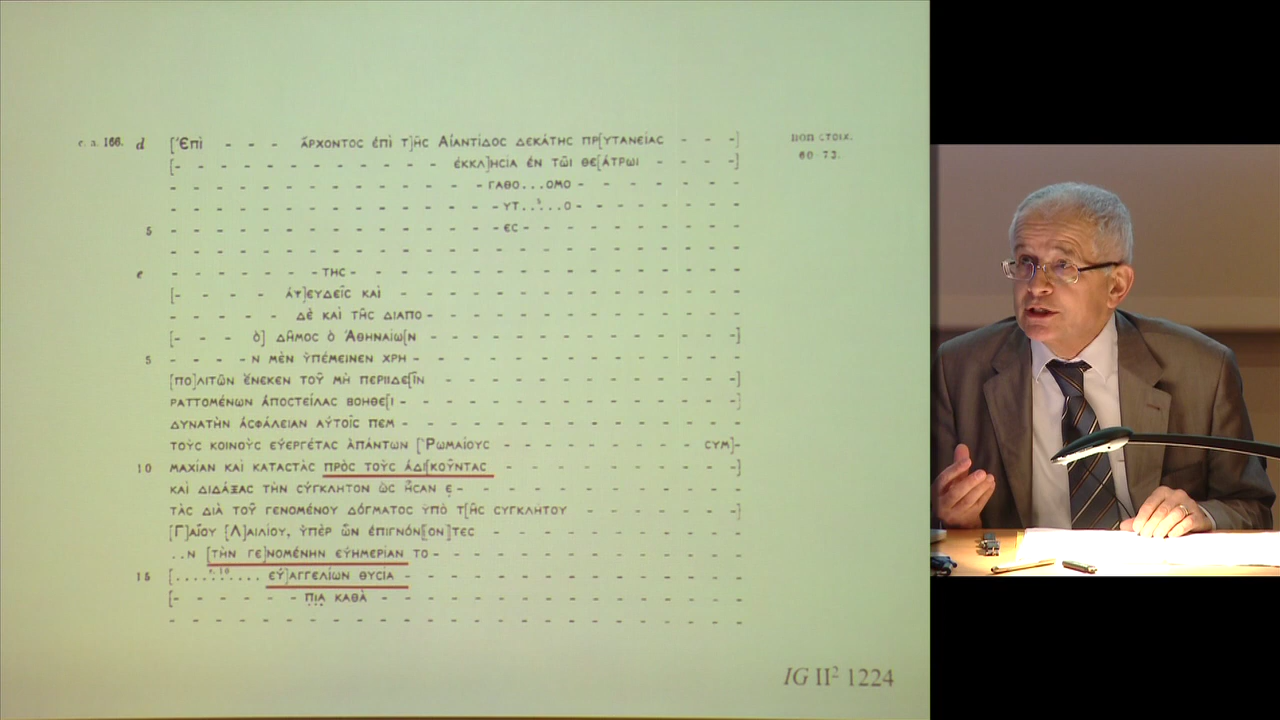 c. a. 166. d [Ἐπὶ - - - ἄρχοντος ἐπὶ τ]ῆς Αἰαντίδος δεκάτης πρ[υτανείας - - -] non στοιχ.
[- - - - - - - - - - - - - ἐκκλ]ησία ἐν τῶι θε[άτρωι - - - -] 60-73.
- - - - - - - - - - - - - -γαθο...ομο - - - - - - - -
- - - - - - - - - - - - - - -υτ..⁵...ο- - - - - - - -
5 - - - - - - - - - - - - - - -ες- - - - - - - - - -
- - - - - - - - - - - - - - - - - - - - - - - - - -
e - - - - - - -της- - - - - - - - - - - - - - - - - -
[- - - - - ἀψ]ευδεῖς καὶ - - - - - - - - - - - - - - - -
- - - - - - δὲ καὶ τῆς διαπο- - - - - - - - - - - - - -
[- - - - ὁ] δῆμος ὁ Ἀθηναίω[ν - - - - - - - - - - - - -]
5 - - - -ν μὲν ὑπέμεινεν χρη - - - - - - - - - - - - - -
[πο]λιτῶν ἕνεκεν τοῦ μὴ περιιδε[ῖν - - - - - - - - - - - - -]
ραττομένων ἀποστείλας βοηθε[ι - - - - - - - - - - - - - -]
δυνατὴν ἀσφάλειαν αὐτοῖς πεμ - - - - - - - - - - - - - -
τοὺς κοινοὺς εὐεργέτας ἁπάντων [Ῥωμαίους - - - - - - - - συμ]-
10 μαχίαν καὶ καταστὰς πρὸς τοὺς ἀδι[κοῦντας - - - - - - - - - -]
καὶ διδάξας τὴν σύγκλητον ὡς ἦσαν ε̣- - - - - - - - - - - -
τὰς διὰ τοῦ γενομένου δόγματος ὑπὸ τ[ῆς συγκλήτου - - - - - - -]
[Γ]αΐου [Λ]αιλίου, ὑπὲρ ὧν ἐπιγνόν[ον]τες - - - - - - - - - - -
..ν [τὴν γε]νομένην εὐημερίαν το- - - - - - - - - - - - -
15 [....ᶜ·¹⁰.... εὐ]αγγελίων θυσία - - - - - - - - - - - - - -
[- - - - - - π̣ι̣α̣ καθὰ - - - - - - - - - - - - - - - -
- - - - - - - - - - - - - - - - - - - - - - - - - -
IG II² 1224